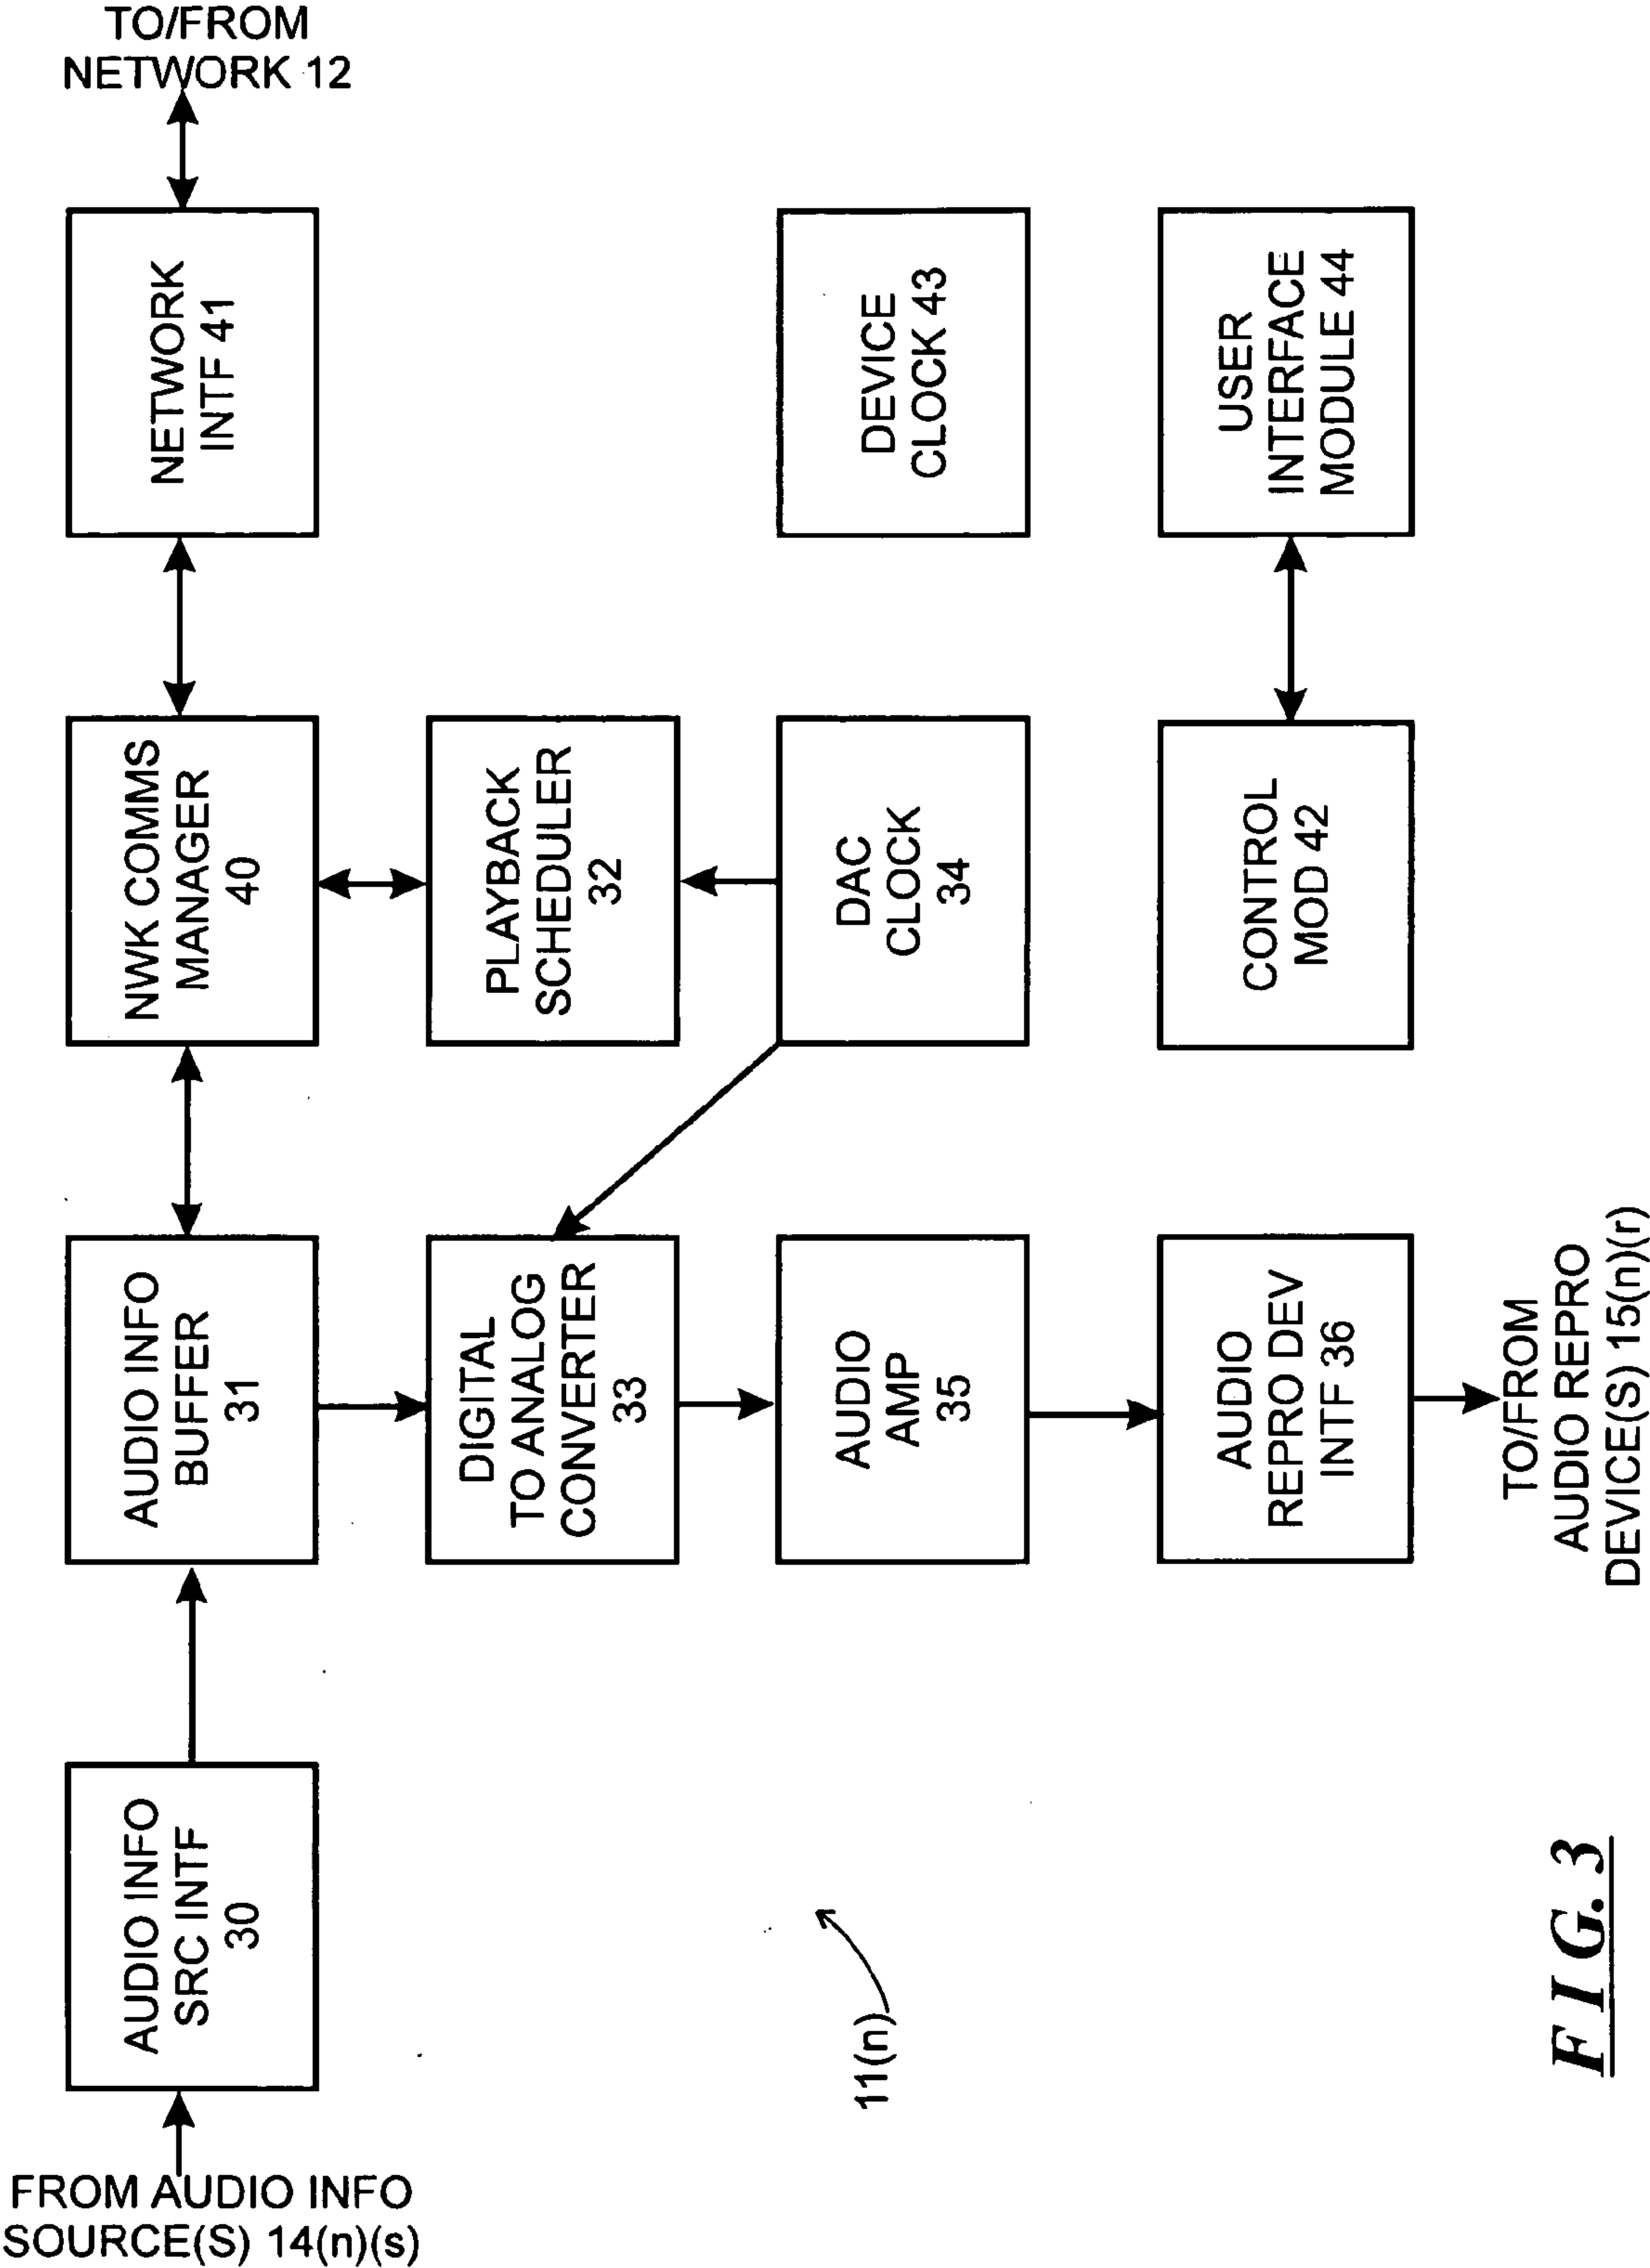 TO/FROM
NETWORK 12
NETWORK
INTF 41
DEVICE
CLOCK 43
USER
INTERFACE
MODULE 44
NWK COMMS
MANAGER
40
PLAYBACK
SCHEDULER
32
DAC
CLOCK
34
CONTROL
MOD 42
AUDIO INFO
BUFFER
31
DIGITAL
TO ANALOG
CONVERTER
33
AUDIO
AMP
35
AUDIO
REPRO DEV
INTF 36
TO/FROM
AUDIO REPRO
DEVICE(S) 15(n)(r)
AUDIO INFO
SRC INTF
30
11(n)
FIG. 3
FROM AUDIO INFO
SOURCE(S) 14(n)(s)